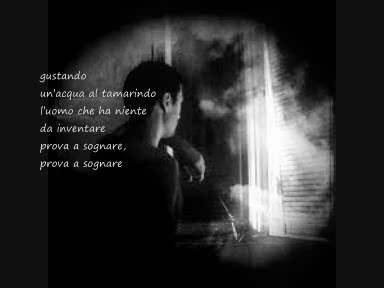 gustando
un'acqua al tamarindo
l'uomo che ha niente
da inventare
prova a sognare,
prova a sognare